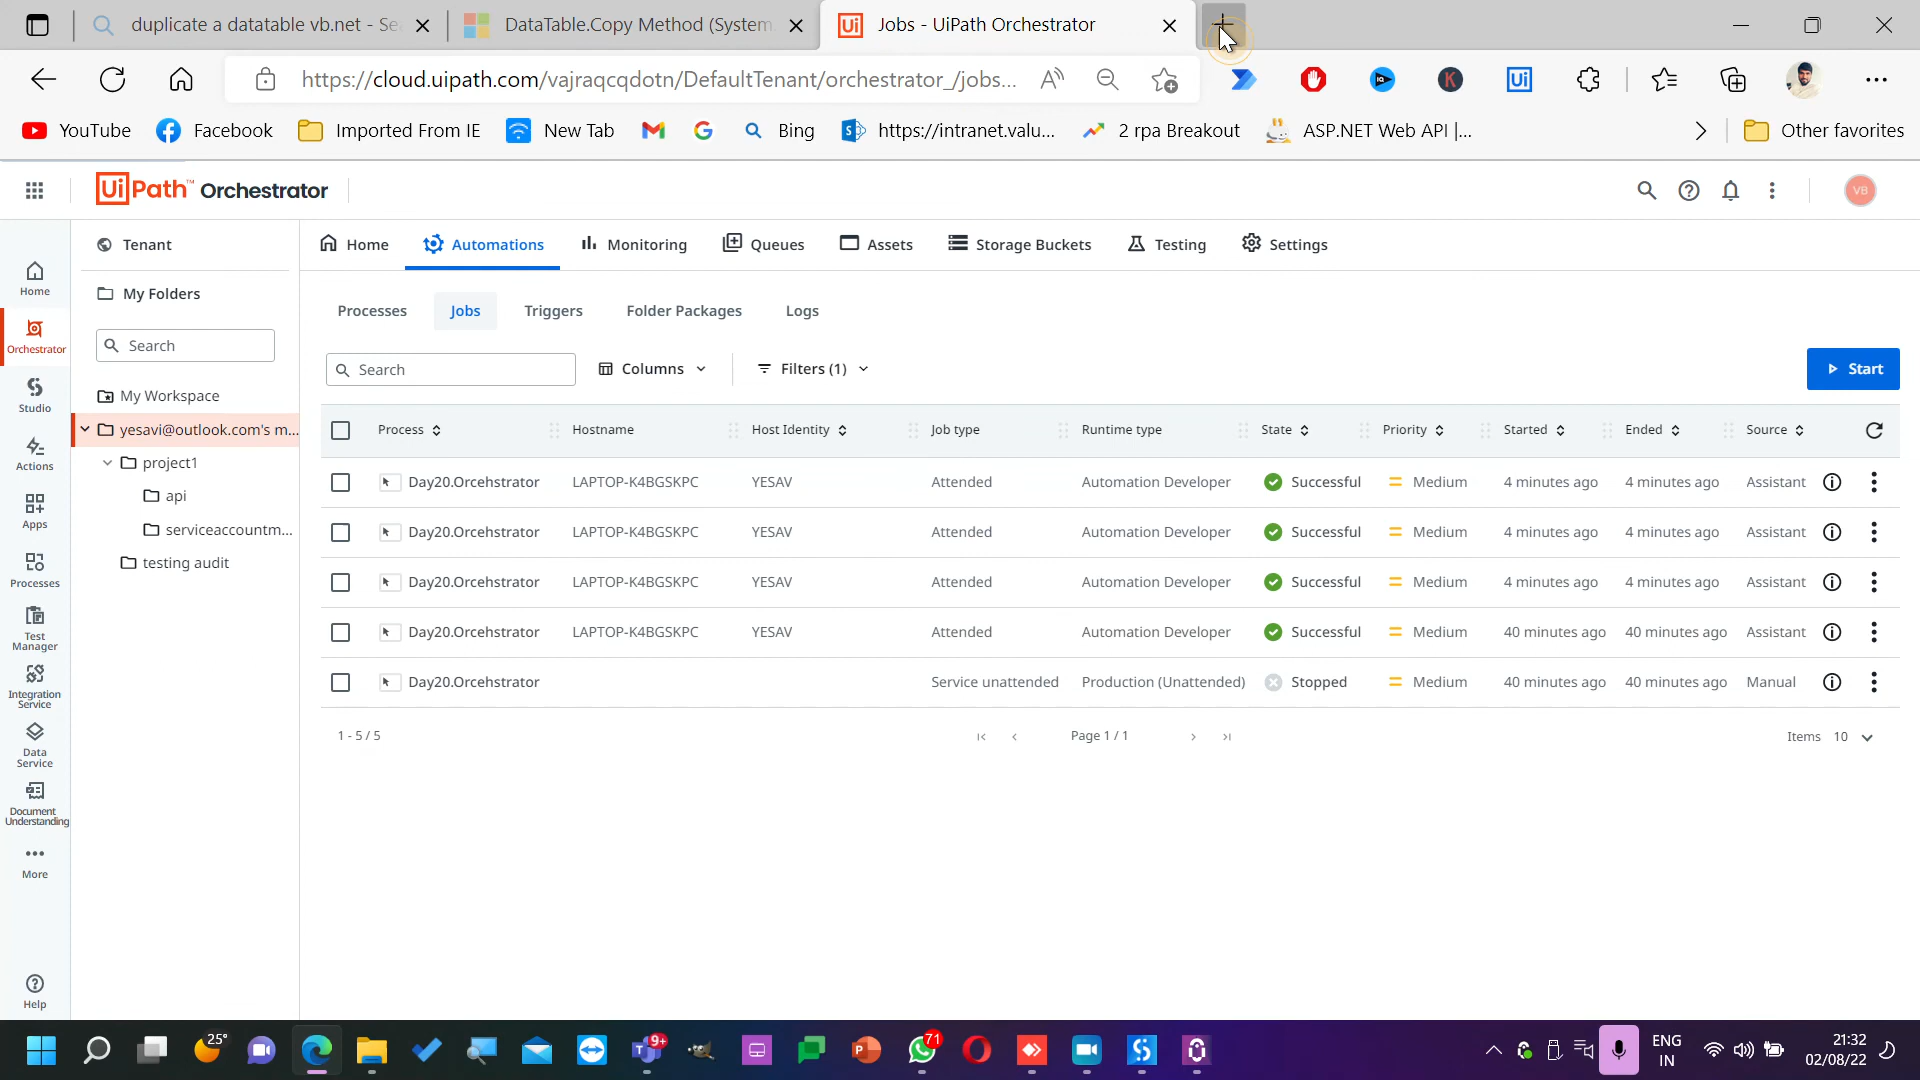 duplicate a datatable vb.net - Se
DataTable.Copy Method (System.
Jobs - UiPath Orchestrator
https://cloud.uipath.com/vajraqcqdotn/DefaultTenant/orchestrator_/jobs...
YouTube
Facebook
Imported From IE
New Tab
Bing
https://intranet.valu...
2 rpa Breakout
ASP.NET Web API |...
Other favorites
UiPath™ Orchestrator
VB
Tenant
Home
Automations
Monitoring
Queues
Assets
Storage Buckets
Testing
Settings
Home
Orchestrator
Studio
Actions
Apps
Processes
Test
Manager
Integration
Service
Data
Service
Document
Understanding
More
Help
My Folders
Search
My Workspace
yesavi@outlook.com's m...
project1
api
serviceaccountm...
testing audit
Processes
Jobs
Triggers
Folder Packages
Logs
Search
Columns
Filters (1)
Start
Process Hostname Host Identity Job type Runtime type State Priority Started Ended Source
Day20.Orcehstrator LAPTOP-K4BGSKPC YESAV Attended Automation Developer Successful Medium 4 minutes ago 4 minutes ago Assistant
Day20.Orcehstrator LAPTOP-K4BGSKPC YESAV Attended Automation Developer Successful Medium 4 minutes ago 4 minutes ago Assistant
Day20.Orcehstrator LAPTOP-K4BGSKPC YESAV Attended Automation Developer Successful Medium 4 minutes ago 4 minutes ago Assistant
Day20.Orcehstrator LAPTOP-K4BGSKPC YESAV Attended Automation Developer Successful Medium 40 minutes ago 40 minutes ago Assistant
Day20.Orcehstrator Service unattended Production (Unattended) Stopped Medium 40 minutes ago 40 minutes ago Manual
1 - 5 / 5
Page 1 / 1
Items 10
25°
9+
71
ENG
IN
21:32
02/08/22